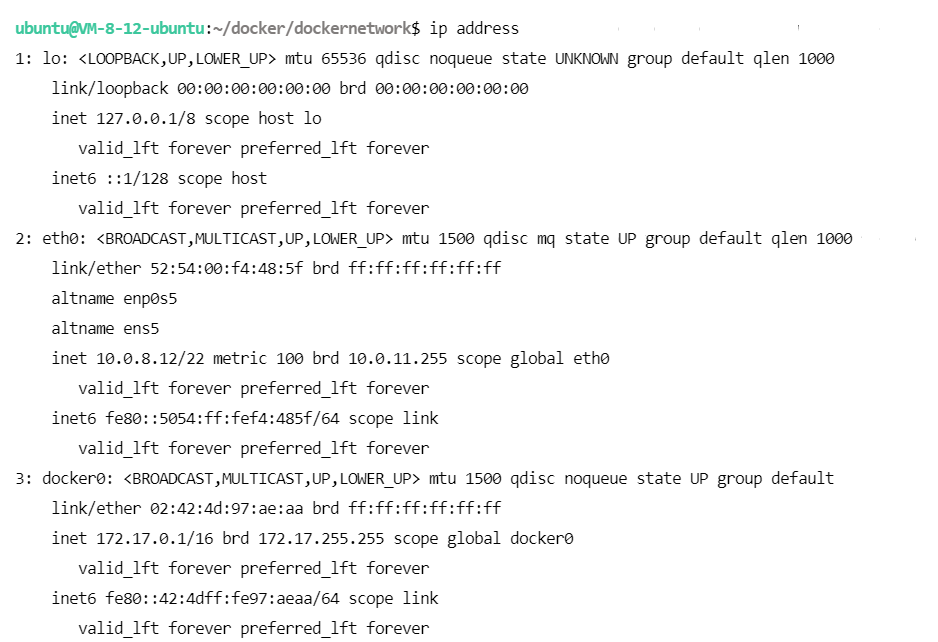 ubuntu@VM-8-12-ubuntu:~/docker/dockernetwork$ ip address
1: lo: <LOOPBACK,UP,LOWER_UP> mtu 65536 qdisc noqueue state UNKNOWN group default qlen 1000
    link/loopback 00:00:00:00:00:00 brd 00:00:00:00:00:00
    inet 127.0.0.1/8 scope host lo
       valid_lft forever preferred_lft forever
    inet6 ::1/128 scope host
       valid_lft forever preferred_lft forever
2: eth0: <BROADCAST,MULTICAST,UP,LOWER_UP> mtu 1500 qdisc mq state UP group default qlen 1000
    link/ether 52:54:00:f4:48:5f brd ff:ff:ff:ff:ff:ff
    altname enp0s5
    altname ens5
    inet 10.0.8.12/22 metric 100 brd 10.0.11.255 scope global eth0
       valid_lft forever preferred_lft forever
    inet6 fe80::5054:ff:fef4:485f/64 scope link
       valid_lft forever preferred_lft forever
3: docker0: <BROADCAST,MULTICAST,UP,LOWER_UP> mtu 1500 qdisc noqueue state UP group default
    link/ether 02:42:4d:97:ae:aa brd ff:ff:ff:ff:ff:ff
    inet 172.17.0.1/16 brd 172.17.255.255 scope global docker0
       valid_lft forever preferred_lft forever
    inet6 fe80::42:4dff:fe97:aeaa/64 scope link
       valid_lft forever preferred_lft forever